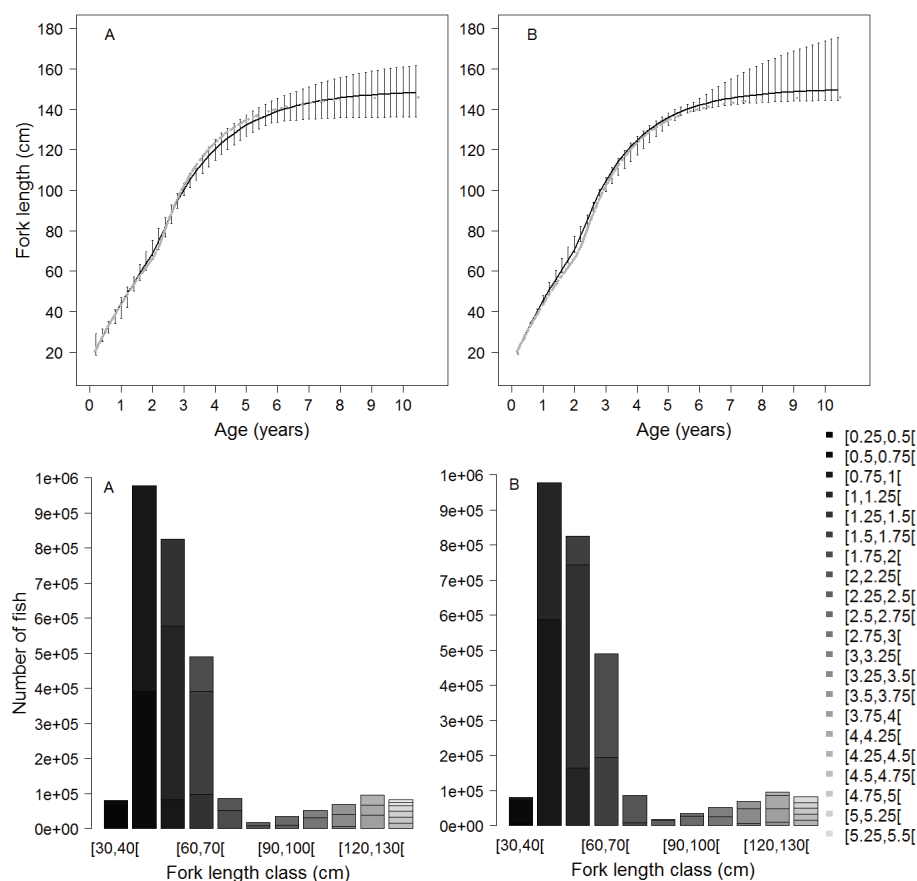 A
B
180
160
140
120
100
80
60
40
20
Fork length (cm)
0 1 2 3 4 5 6 7 8 9 10
Age (years)
180
160
140
120
100
80
60
40
20
0 1 2 3 4 5 6 7 8 9 10
Age (years)
A
1e+06
9e+05
8e+05
7e+05
6e+05
5e+05
4e+05
3e+05
2e+05
1e+05
0e+00
Number of fish
[30,40[ [60,70[ [90,100[ [120,130[
Fork length class (cm)
B
1e+06
9e+05
8e+05
7e+05
6e+05
5e+05
4e+05
3e+05
2e+05
1e+05
0e+00
[30,40[ [60,70[ [90,100[ [120,130[
Fork length class (cm)
[0.25,0.5[
[0.5,0.75[
[0.75,1[
[1,1.25[
[1.25,1.5[
[1.5,1.75[
[1.75,2[
[2,2.25[
[2.25,2.5[
[2.5,2.75[
[2.75,3[
[3,3.25[
[3.25,3.5[
[3.5,3.75[
[3.75,4[
[4,4.25[
[4.25,4.5[
[4.5,4.75[
[4.75,5[
[5,5.25[
[5.25,5.5[